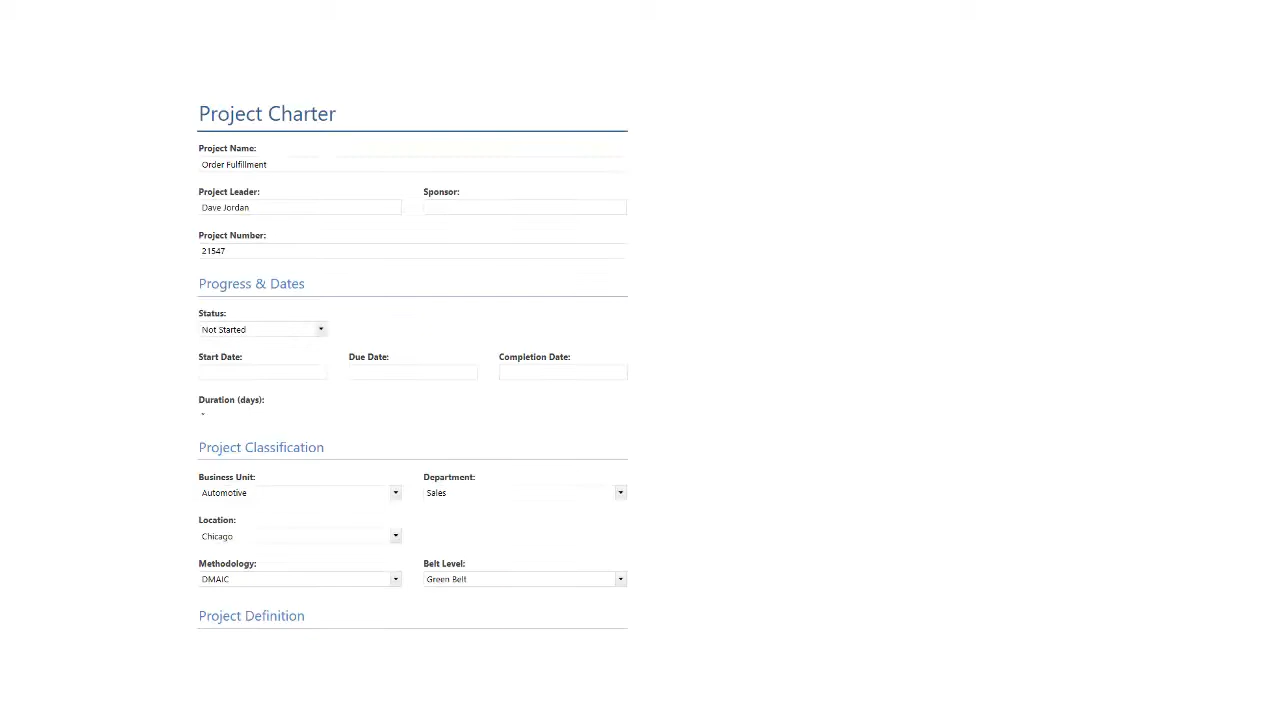 Project Charter
Project Name:
Order Fulfillment
Project Leader: Sponsor:
Dave Jordan
Project Number:
21547
Progress & Dates
Status:
Not Started
Start Date: Due Date: Completion Date:
Duration (days):
*
Project Classification
Business Unit: Department:
Automotive Sales
Location:
Chicago
Methodology: Belt Level:
DMAIC Green Belt
Project Definition